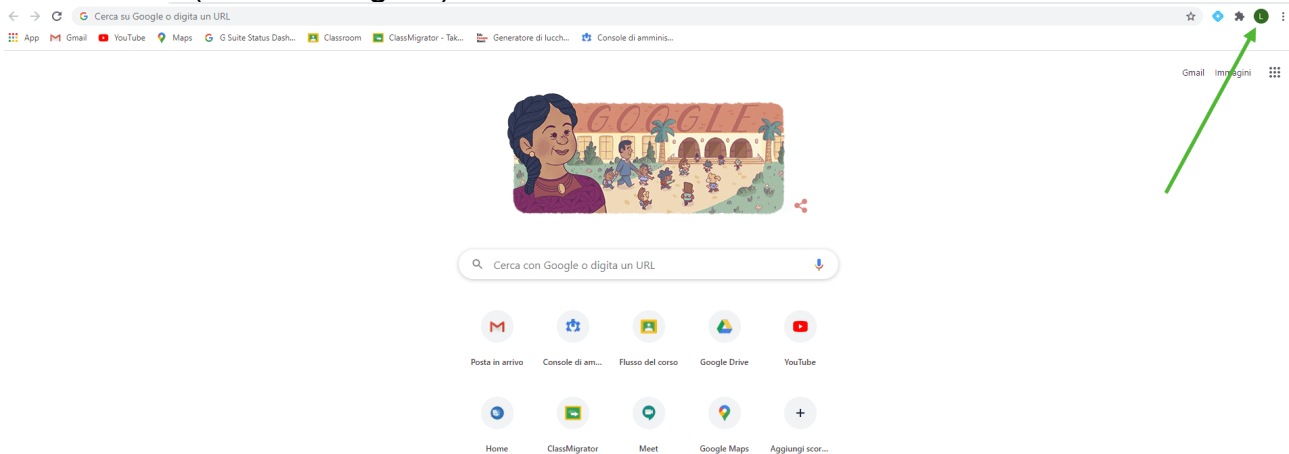 Cerca su Google o digita un URL
L
App Gmail YouTube Maps G Suite Status Dash... Classroom ClassMigrator - Tak... Generatore di lucch... Console di amminis...
Gmail Immagini
GOOGLE
Cerca con Google o digita un URL
Posta in arrivo Console di am... Flusso del corso Google Drive YouTube
Home ClassMigrator Meet Google Maps Aggiungi scor...